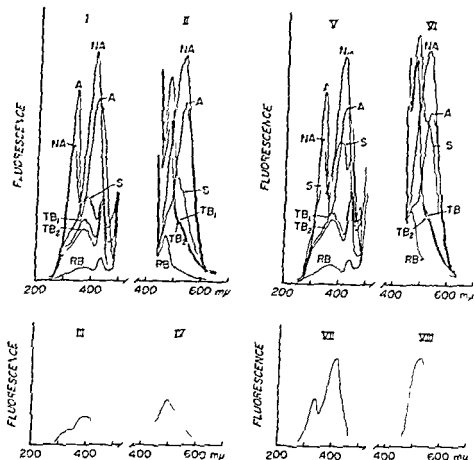 I II V VI
NA NA NA
A A A A A
NA NA
S S S S S
TB₁ TB₁ TB₁
TB₂ TB₂ TB₂ TB₂
RB RB RB RB
FLUORESCENCE FLUORESCENCE
200 400 400 600 mμ 200 400 400 600 mμ
III IV VII VIII
FLUORESCENCE FLUORESCENCE
200 400 400 600 mμ 200 400 400 600 mμ